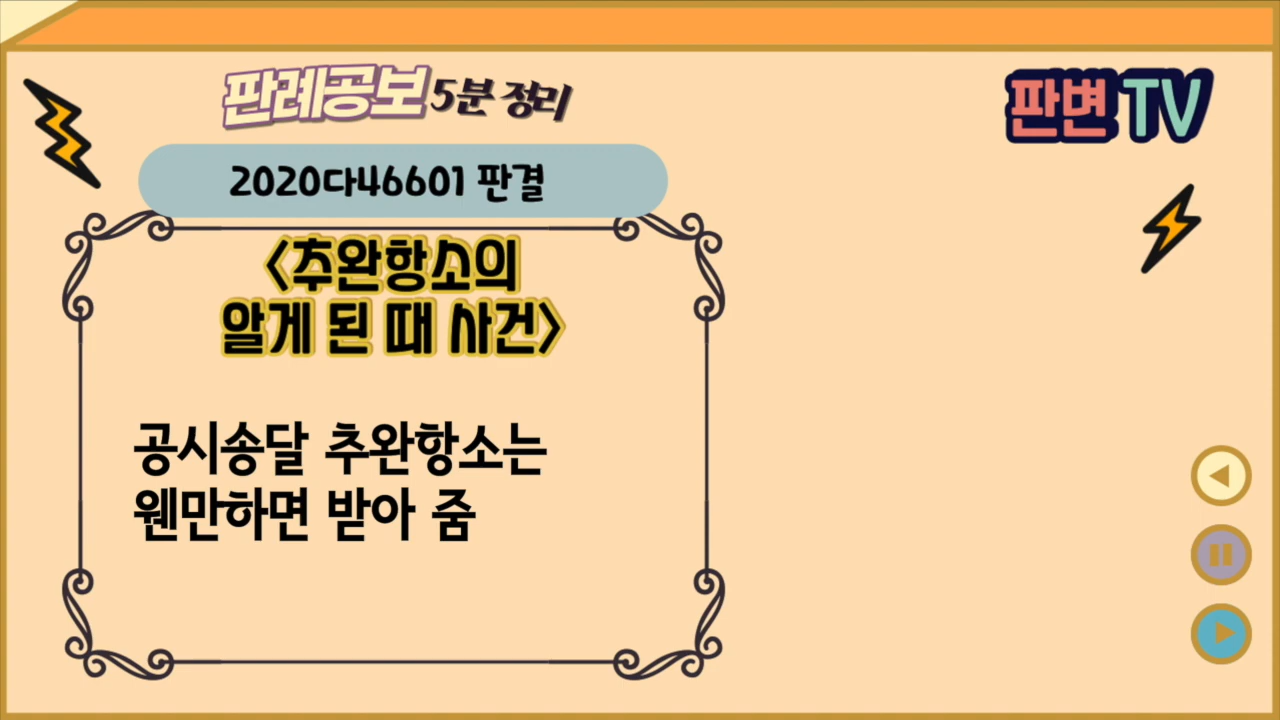 판례공보 5분 정리
판변 TV
2020다46601 판결
<추완항소의
알게 된 때 사건>
공시송달 추완항소는
웬만하면 받아 줌